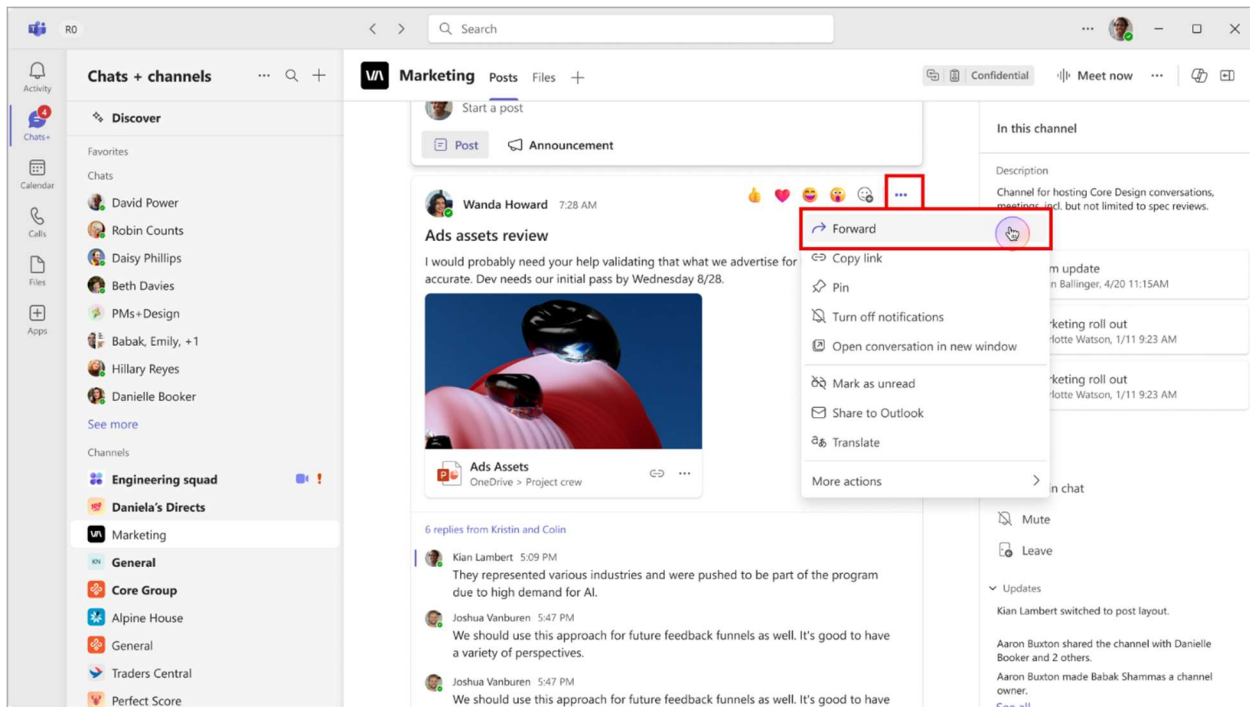 RO
Search
Activity
4
Chats+
Calendar
Calls
Files
Apps
Chats + channels
Discover
Favorites
Chats
David Power
Robin Counts
Daisy Phillips
Beth Davies
PMs+Design
Babak, Emily, +1
Hillary Reyes
Danielle Booker
See more
Channels
Engineering squad
Daniela's Directs
Marketing
KN General
Core Group
Alpine House
General
Traders Central
Perfect Score
Marketing Posts Files
Confidential
Meet now
Start a post
Post Announcement
Wanda Howard 7:28 AM
Ads assets review
I would probably need your help validating that what we advertise for
accurate. Dev needs our initial pass by Wednesday 8/28.
Ads Assets
OneDrive > Project crew
6 replies from Kristin and Colin
Kian Lambert 5:09 PM
They represented various industries and were pushed to be part of the program
due to high demand for AI.
Joshua Vanburen 5:47 PM
We should use this approach for future feedback funnels as well. It's good to have
a variety of perspectives.
Joshua Vanburen 5:47 PM
We should use this approach for future feedback funnels as well. It's good to have
Forward
Copy link
Pin
Turn off notifications
Open conversation in new window
Mark as unread
Share to Outlook
Translate
More actions
In this channel
Description
Channel for hosting Core Design conversations,
meetings, incl. but not limited to spec reviews.
m update
n Ballinger, 4/20 11:15AM
keting roll out
lotte Watson, 1/11 9:23 AM
keting roll out
lotte Watson, 1/11 9:23 AM
n chat
Mute
Leave
Updates
Kian Lambert switched to post layout.
Aaron Buxton shared the channel with Danielle
Booker and 2 others.
Aaron Buxton made Babak Shammas a channel
owner.
See all